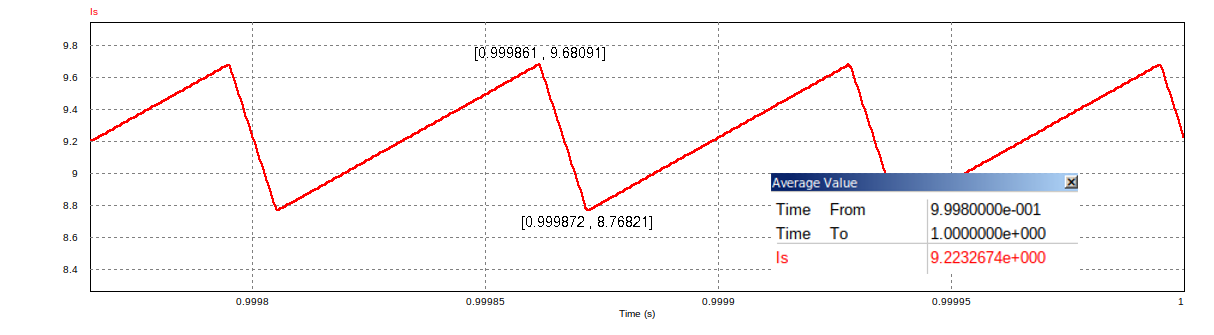 Is
9.8
[0.999861 , 9.68091]
9.6
9.4
9.2
9
8.8
[0.999872 , 8.76821]
8.6
8.4
Average Value
Time From 9.9980000e-001
Time To 1.0000000e+000
Is 9.2232674e+000
0.9998 0.99985 0.9999 0.99995 1
Time (s)